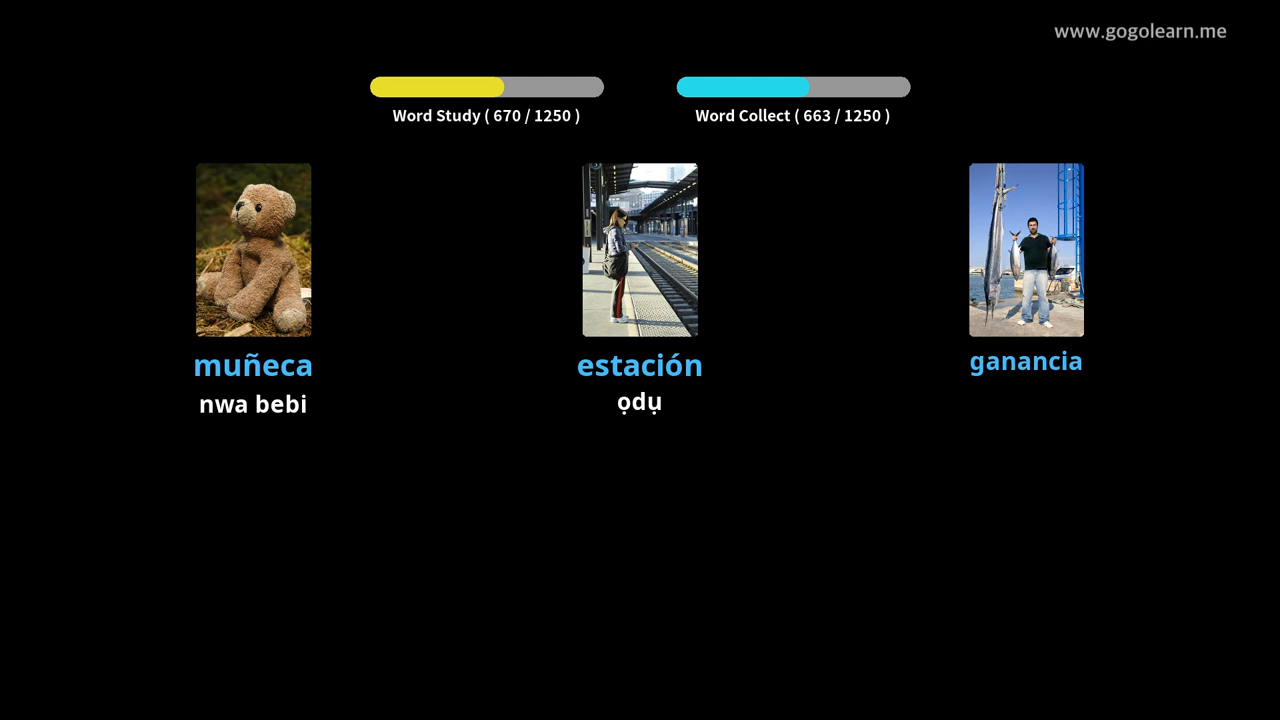 www.gogolearn.me
Word Study ( 670 / 1250 )
Word Collect ( 663 / 1250 )
muñeca
nwa bebi
estación
ọdụ
ganancia